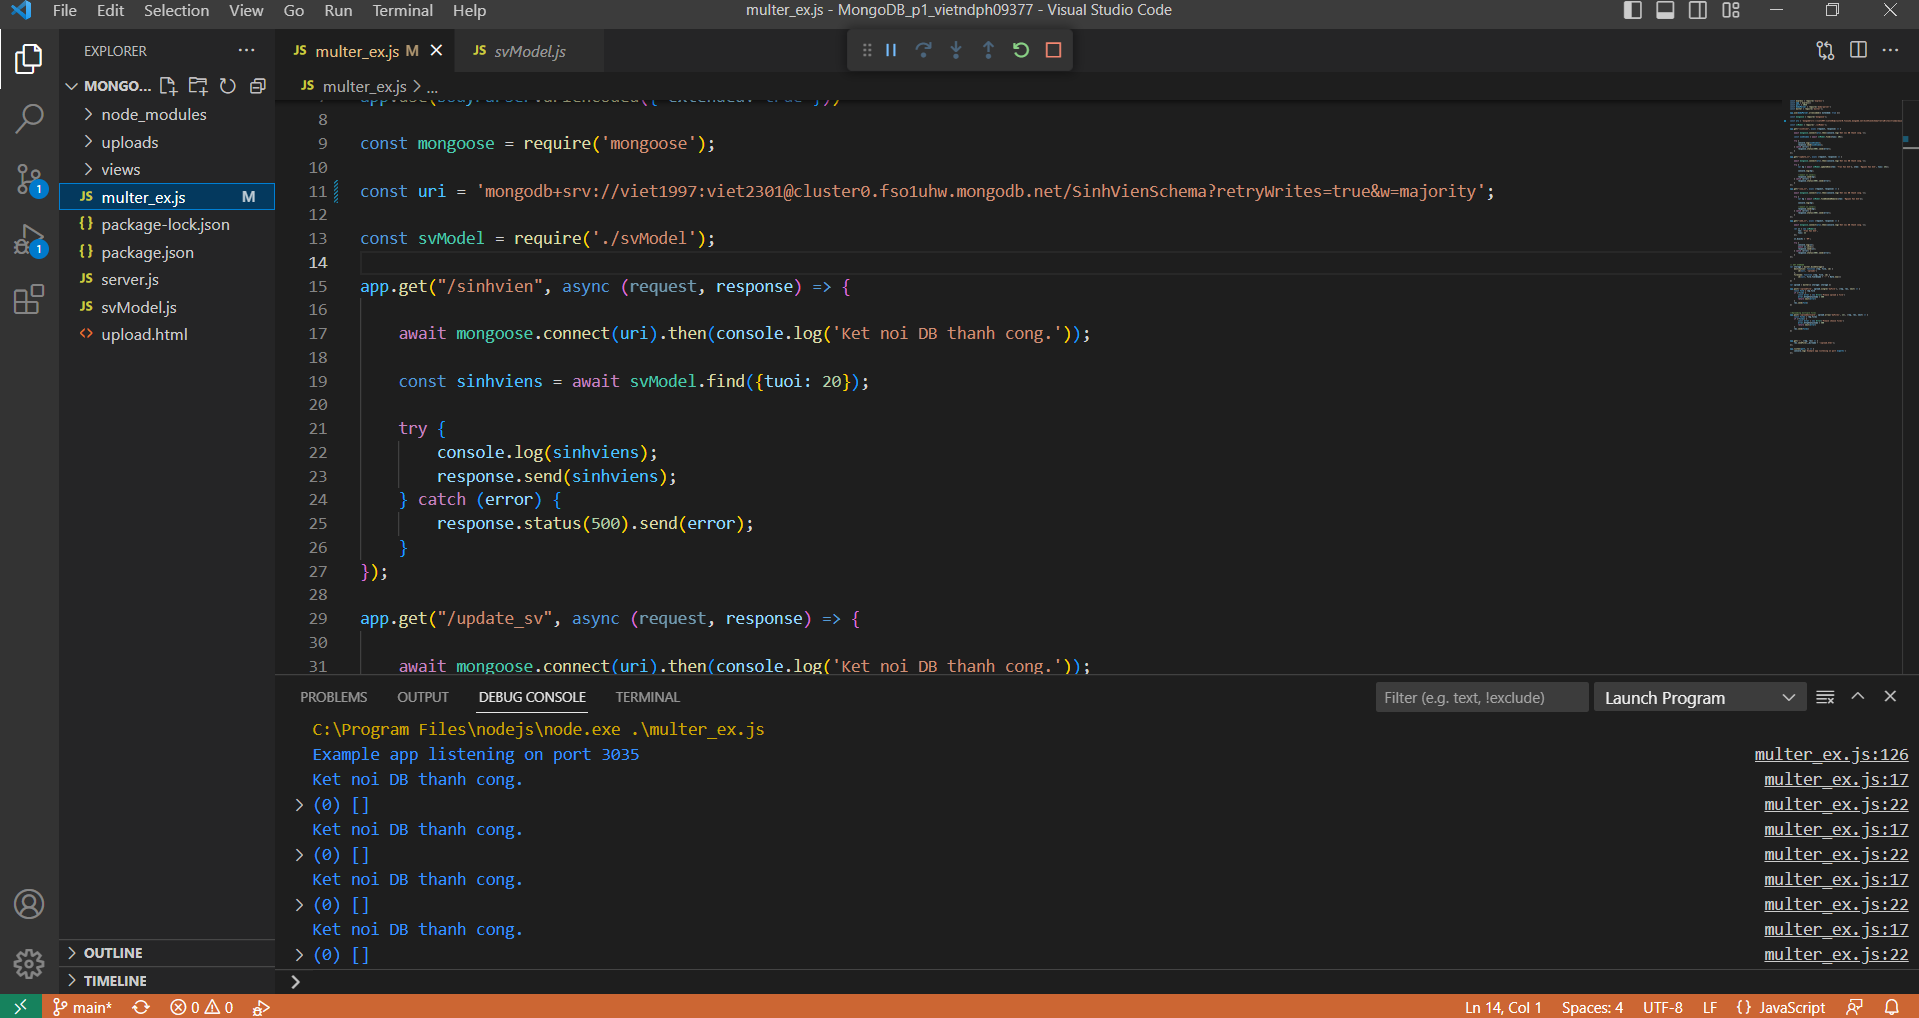 File Edit Selection View Go Run Terminal Help
multer_ex.js - MongoDB_p1_vietndph09377 - Visual Studio Code
EXPLORER
JS multer_ex.js M
JS svModel.js
MONGO...
JS multer_ex.js > ...
node_modules
uploads
views
JS multer_ex.js M
{} package-lock.json
{} package.json
JS server.js
JS svModel.js
<> upload.html
8
9 const mongoose = require('mongoose');
10
11 const uri = 'mongodb+srv://viet1997:viet2301@cluster0.fso1uhw.mongodb.net/SinhVienSchema?retryWrites=true&w=majority';
12
13 const svModel = require('./svModel');
14
15 app.get("/sinhvien", async (request, response) => {
16
17 await mongoose.connect(uri).then(console.log('Ket noi DB thanh cong.'));
18
19 const sinhviens = await svModel.find({tuoi: 20});
20
21 try {
22 console.log(sinhviens);
23 response.send(sinhviens);
24 } catch (error) {
25 response.status(500).send(error);
26 }
27 });
28
29 app.get("/update_sv", async (request, response) => {
30
31 await mongoose.connect(uri).then(console.log('Ket noi DB thanh cong.'));
PROBLEMS OUTPUT DEBUG CONSOLE TERMINAL
Filter (e.g. text, !exclude)
Launch Program
C:\Program Files\nodejs\node.exe .\multer_ex.js
Example app listening on port 3035 multer_ex.js:126
Ket noi DB thanh cong. multer_ex.js:17
(0) [] multer_ex.js:22
Ket noi DB thanh cong. multer_ex.js:17
(0) [] multer_ex.js:22
Ket noi DB thanh cong. multer_ex.js:17
(0) [] multer_ex.js:22
Ket noi DB thanh cong. multer_ex.js:17
(0) [] multer_ex.js:22
1
1
OUTLINE
TIMELINE
main* 0 0
Ln 14, Col 1 Spaces: 4 UTF-8 LF {} JavaScript